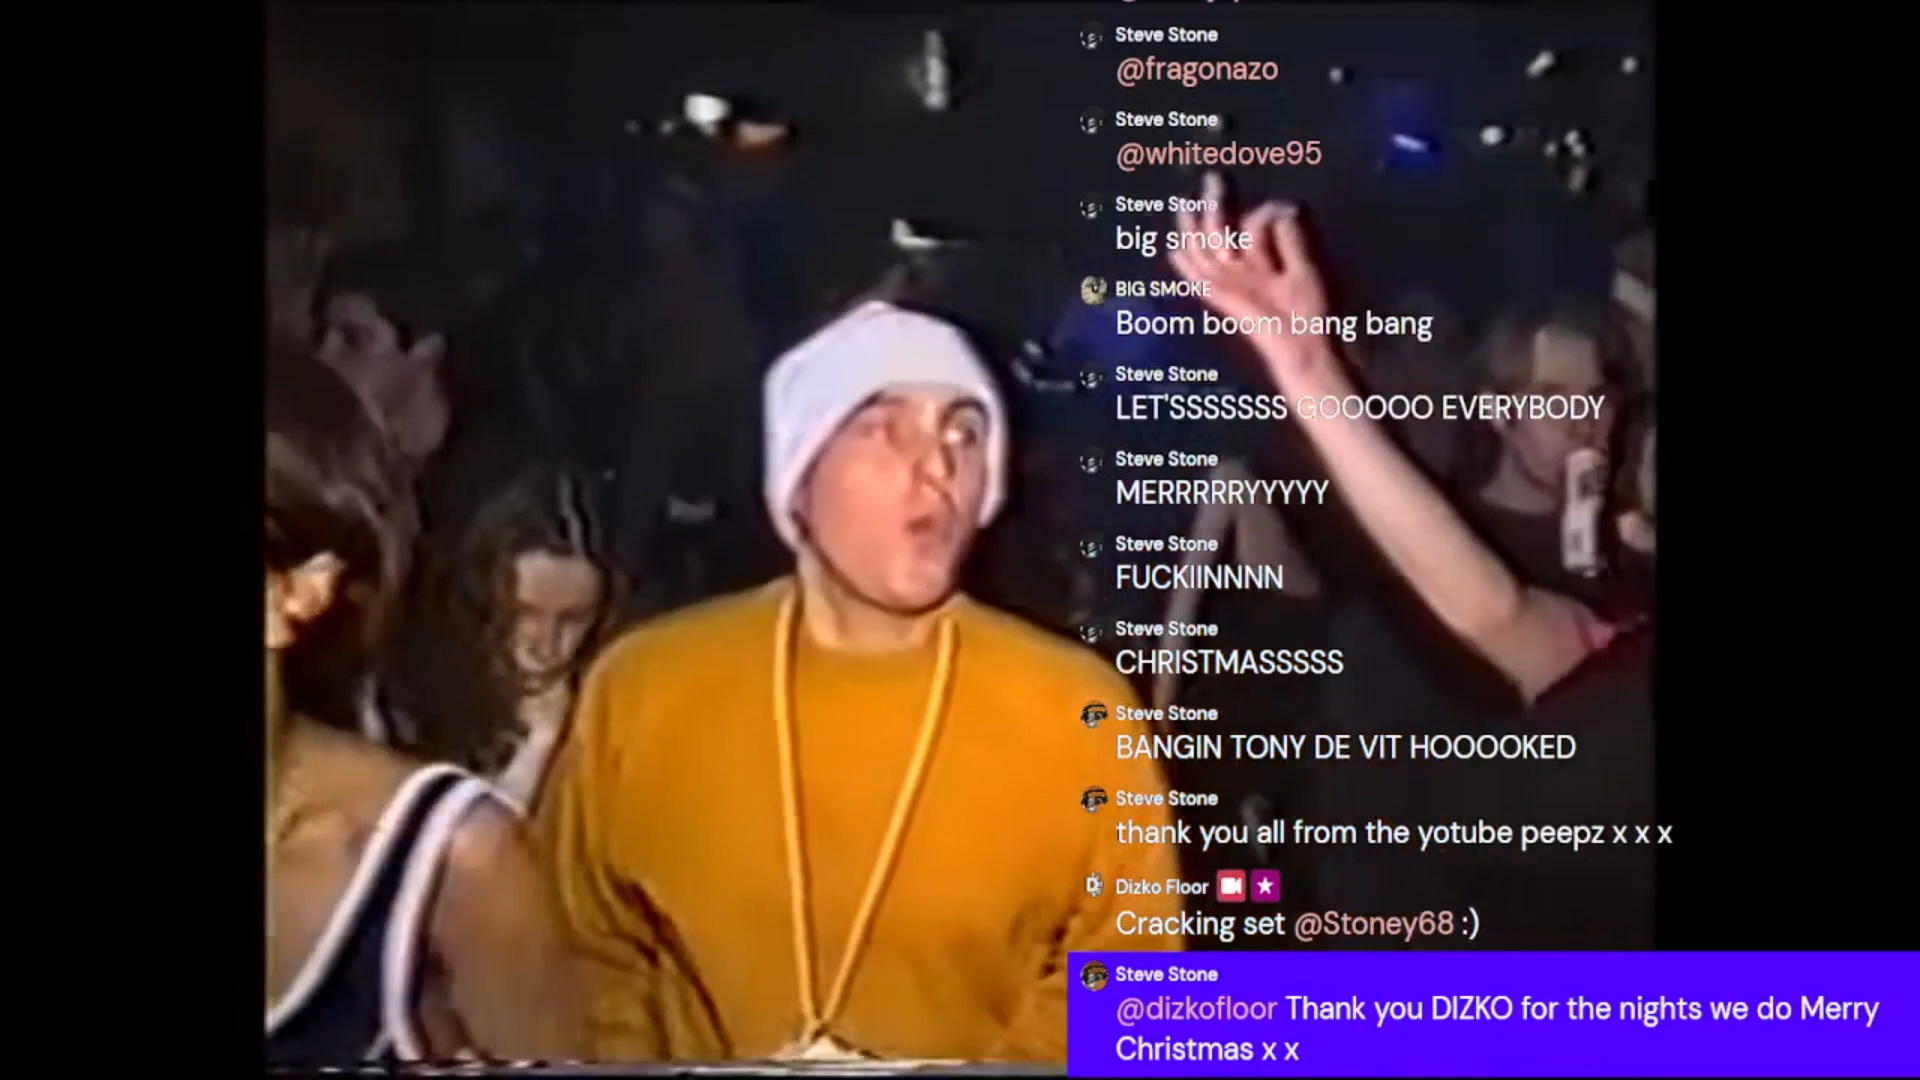 Steve Stone
@fragonazo
Steve Stone
@whitedove95
Steve Stone
big smoke
BIG SMOKE
Boom boom bang bang
Steve Stone
LET'SSSSSSS GOOOOO EVERYBODY
Steve Stone
MERRRRRYYYYY
Steve Stone
FUCKIINNNN
Steve Stone
CHRISTMASSSSS
Steve Stone
BANGIN TONY DE VIT HOOOOKED
Steve Stone
thank you all from the yotube peepz x x x
Dizko Floor
Cracking set @Stoney68 :)
Steve Stone
@dizkofloor Thank you DIZKO for the nights we do Merry
Christmas x x